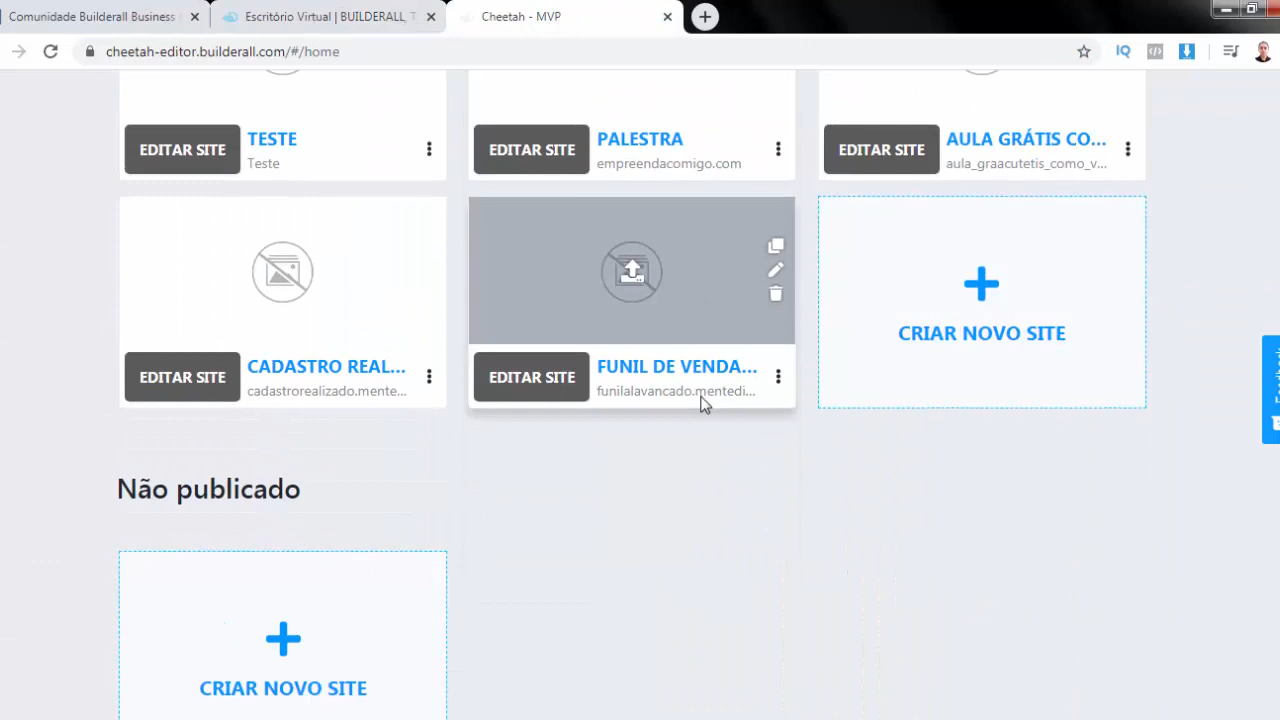 Comunidade Builderall Business
Escritório Virtual | BUILDERALL, T
Cheetah - MVP
cheetah-editor.builderall.com/#/home
IQ
EDITAR SITE
TESTE
Teste
EDITAR SITE
PALESTRA
empreendacomigo.com
EDITAR SITE
AULA GRÁTIS CO...
aula_graacutetis_como_v...
EDITAR SITE
CADASTRO REAL...
cadastrorealizado.mente...
EDITAR SITE
FUNIL DE VENDA...
funilalavancado.mentedi...
CRIAR NOVO SITE
Não publicado
CRIAR NOVO SITE